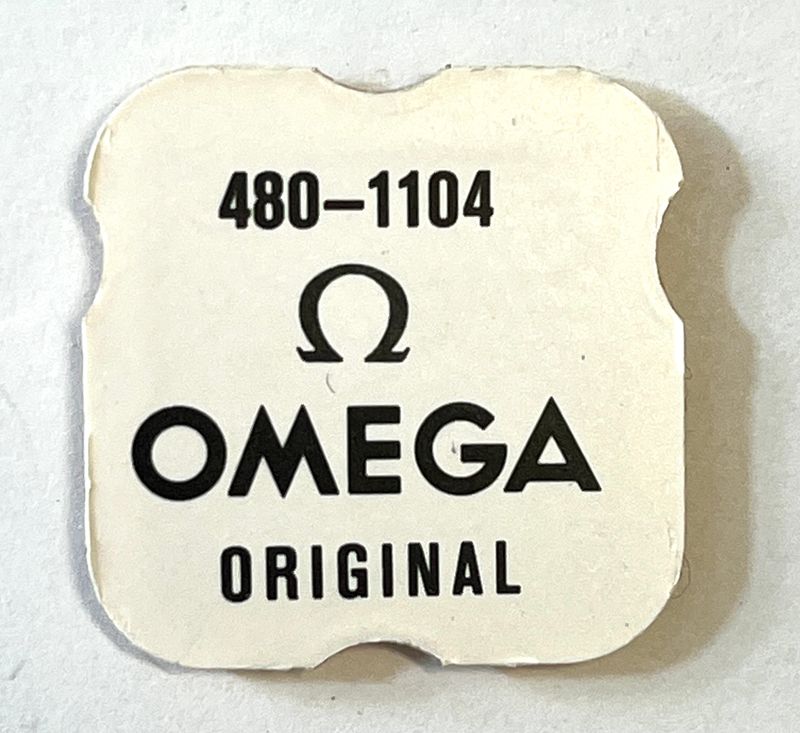 480-1104
Ω
OMEGA
ORIGINAL